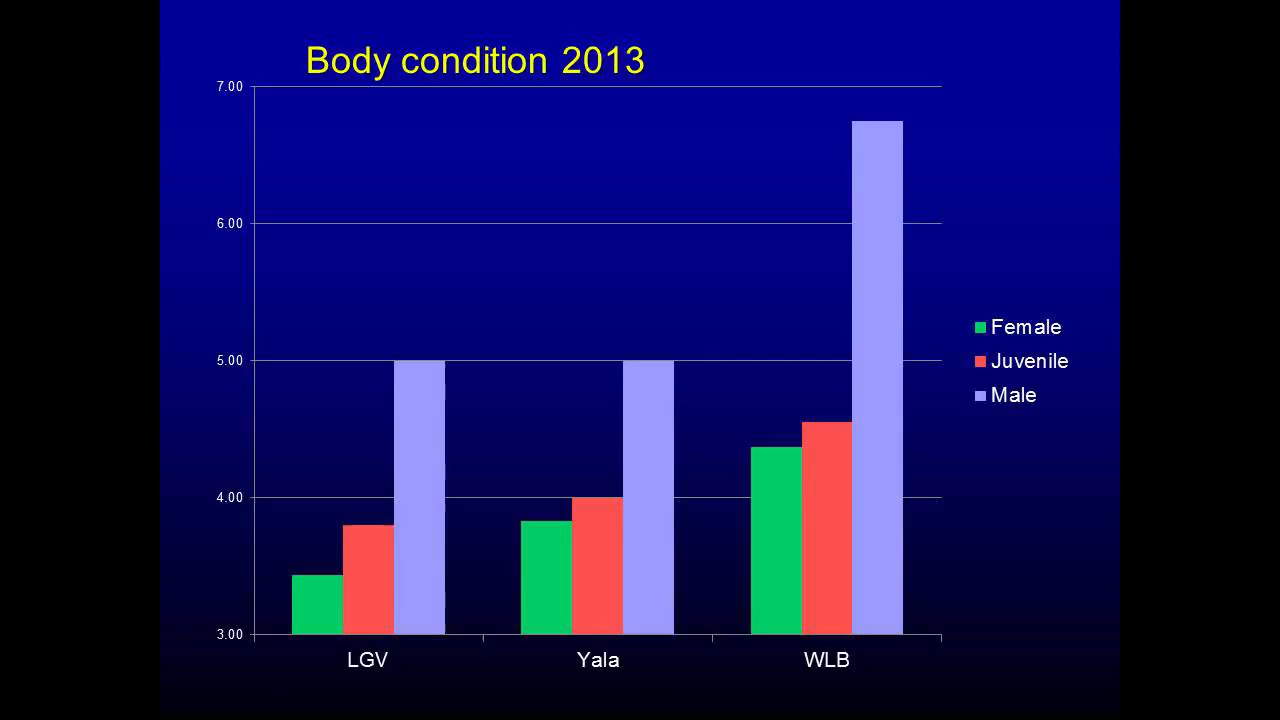 Body condition 2013
7.00
6.00
5.00
4.00
3.00
LGV
Yala
WLB
Female
Juvenile
Male